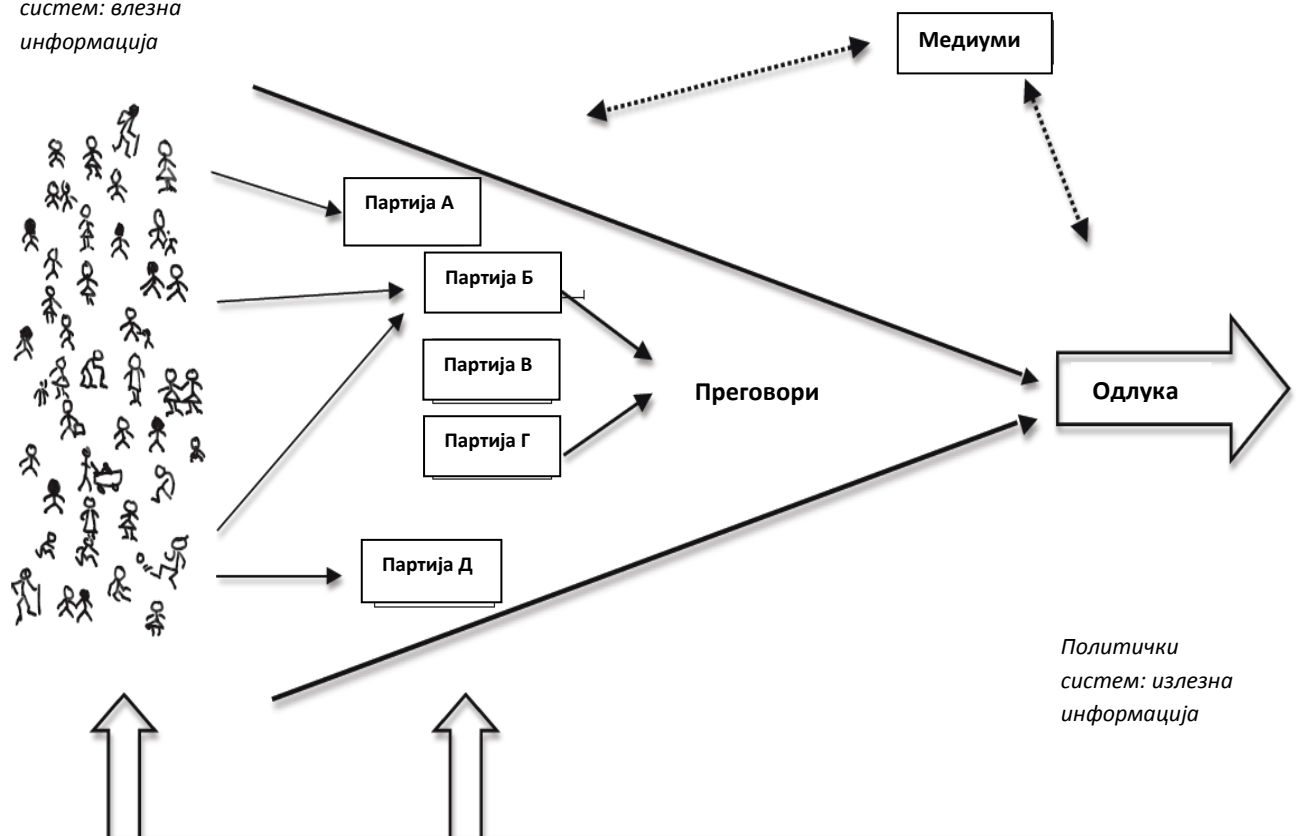 систем: влезна
информација
Медиуми
Партија А
Партија Б
Партија В
Преговори
Одлука
Партија Г
Партија Д
Политички
систем: излезна
информација